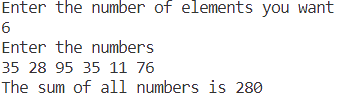 Enter the number of elements you want
6
Enter the numbers
35 28 95 35 11 76
The sum of all numbers is 280